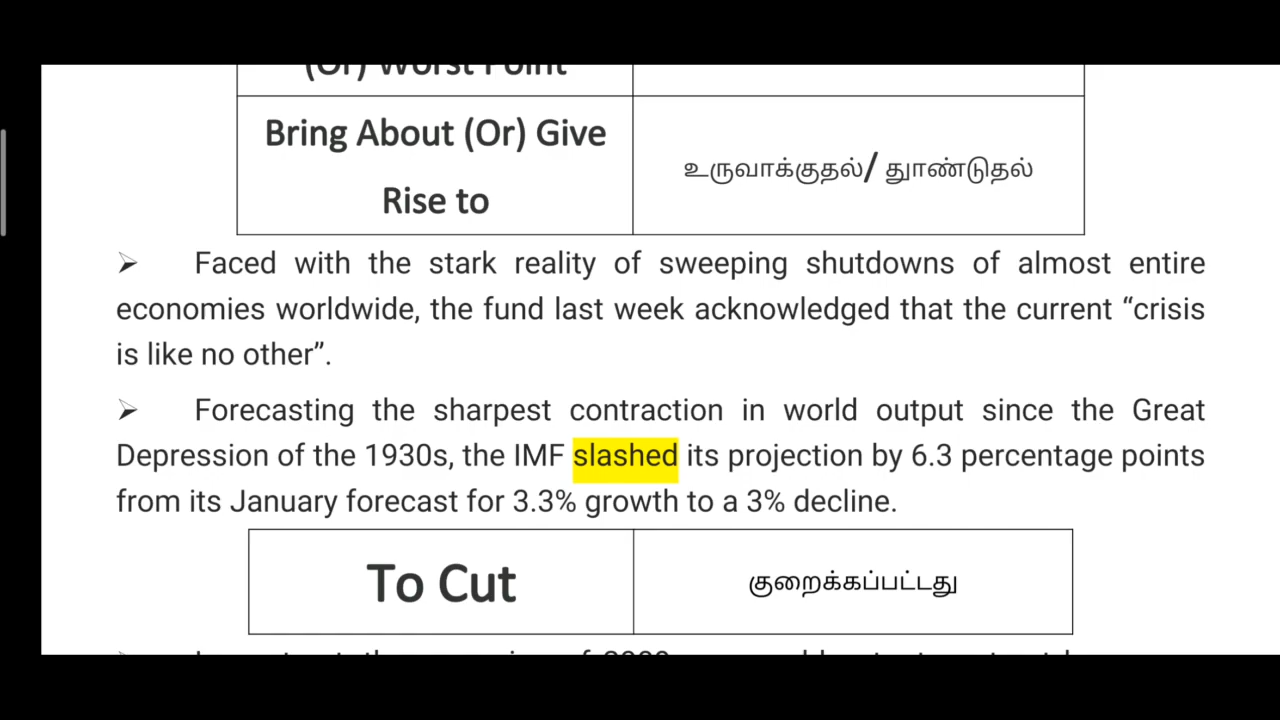 (Or) Worst Point
Bring About (Or) Give
Rise to
உருவாக்குதல்/ தூண்டுதல்
➢ Faced with the stark reality of sweeping shutdowns of almost entire
economies worldwide, the fund last week acknowledged that the current “crisis
is like no other”.
➢ Forecasting the sharpest contraction in world output since the Great
Depression of the 1930s, the IMF slashed its projection by 6.3 percentage points
from its January forecast for 3.3% growth to a 3% decline.
To Cut
குறைக்கப்பட்டது